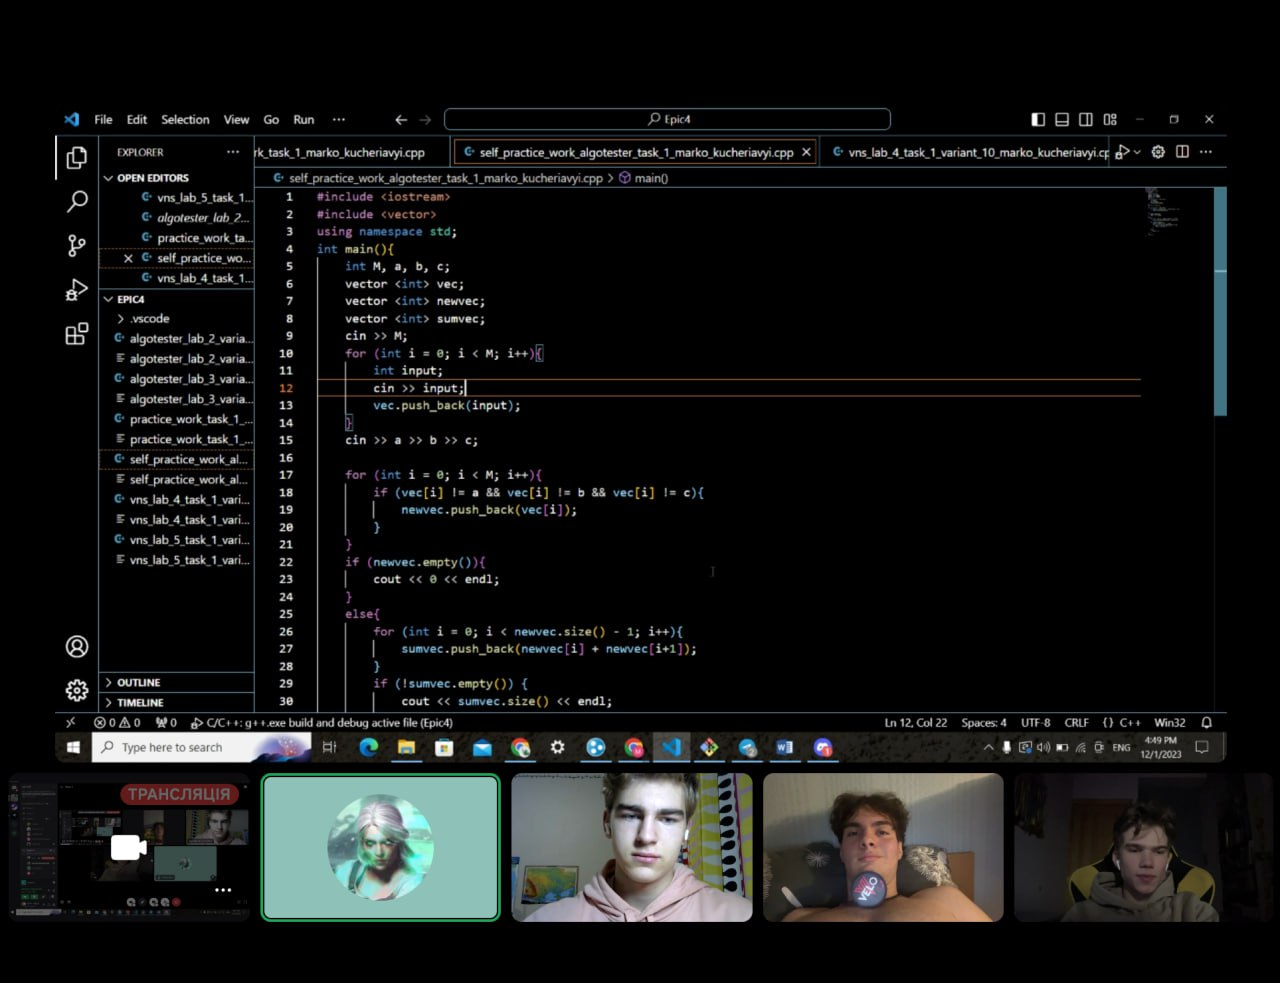 File Edit Selection View Go Run ··· Epic4
EXPLORER ···
OPEN EDITORS
vns_lab_5_task_1...
algotester_lab_2...
practice_work_ta...
self_practice_wo...
vns_lab_4_task_1...
EPIC4
.vscode
algotester_lab_2_varia...
algotester_lab_2_varia...
algotester_lab_3_varia...
algotester_lab_3_varia...
practice_work_task_1_...
practice_work_task_1_...
self_practice_work_al...
self_practice_work_al...
vns_lab_4_task_1_vari...
vns_lab_4_task_1_vari...
vns_lab_5_task_1_vari...
vns_lab_5_task_1_vari...
OUTLINE
TIMELINE
rk_task_1_marko_kucheriavyi.cpp self_practice_work_algotester_task_1_marko_kucheriavyi.cpp vns_lab_4_task_1_variant_10_marko_kucheriavyi.cp
self_practice_work_algotester_task_1_marko_kucheriavyi.cpp > main()
1 #include <iostream>
2 #include <vector>
3 using namespace std;
4 int main(){
5 int M, a, b, c;
6 vector <int> vec;
7 vector <int> newvec;
8 vector <int> sumvec;
9 cin >> M;
10 for (int i = 0; i < M; i++){
11 int input;
12 cin >> input;
13 vec.push_back(input);
14 }
15 cin >> a >> b >> c;
16
17 for (int i = 0; i < M; i++){
18 if (vec[i] != a && vec[i] != b && vec[i] != c){
19 newvec.push_back(vec[i]);
20 }
21 }
22 if (newvec.empty()){
23 cout << 0 << endl;
24 }
25 else{
26 for (int i = 0; i < newvec.size() - 1; i++){
27 sumvec.push_back(newvec[i] + newvec[i+1]);
28 }
29 if (!sumvec.empty()) {
30 cout << sumvec.size() << endl;
0 0 0 C/C++: g++.exe build and debug active file (Epic4) Ln 12, Col 22 Spaces: 4 UTF-8 CRLF {} C++ Win32
Type here to search ENG 4:49 PM
12/1/2023
ТРАНСЛЯЦІЯ
VELO